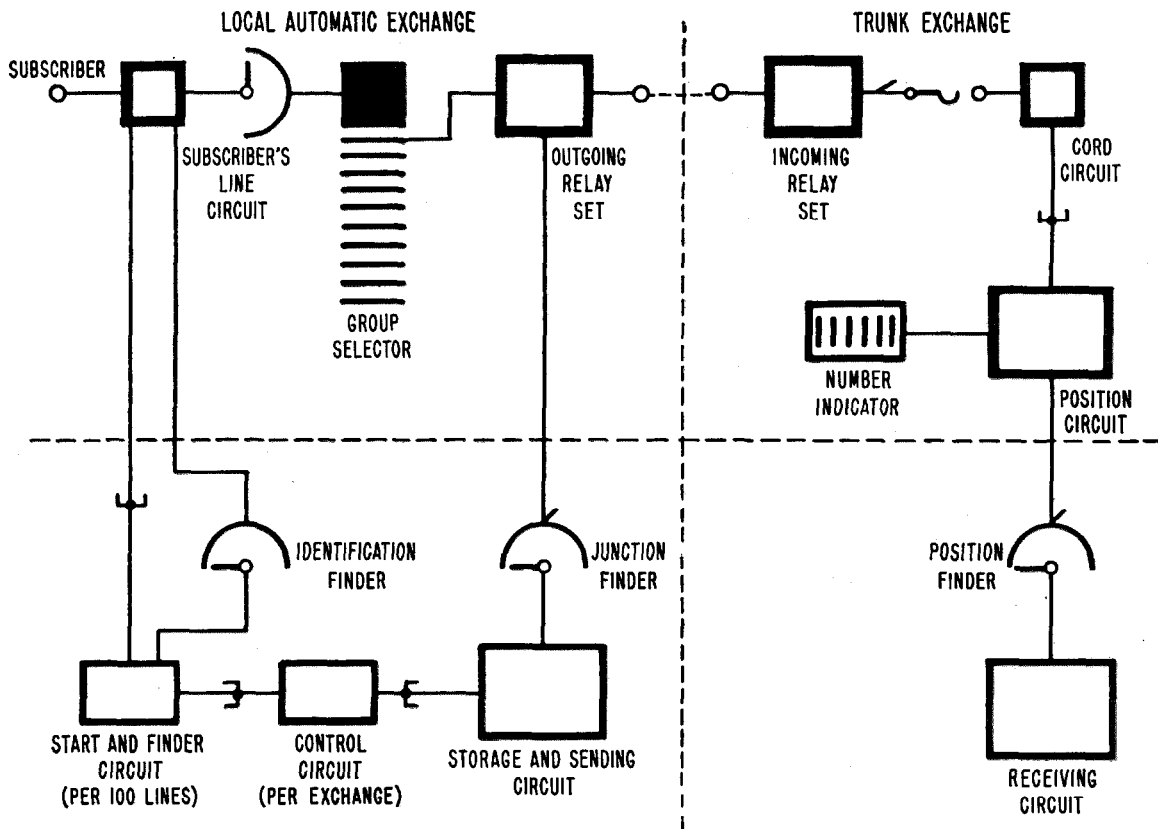 LOCAL AUTOMATIC EXCHANGE
TRUNK EXCHANGE
SUBSCRIBER
SUBSCRIBER'S
LINE
CIRCUIT
GROUP
SELECTOR
OUTGOING
RELAY
SET
INCOMING
RELAY
SET
CORD
CIRCUIT
NUMBER
INDICATOR
POSITION
CIRCUIT
IDENTIFICATION
FINDER
JUNCTION
FINDER
POSITION
FINDER
START AND FINDER
CIRCUIT
(PER 100 LINES)
CONTROL
CIRCUIT
(PER EXCHANGE)
STORAGE AND SENDING
CIRCUIT
RECEIVING
CIRCUIT